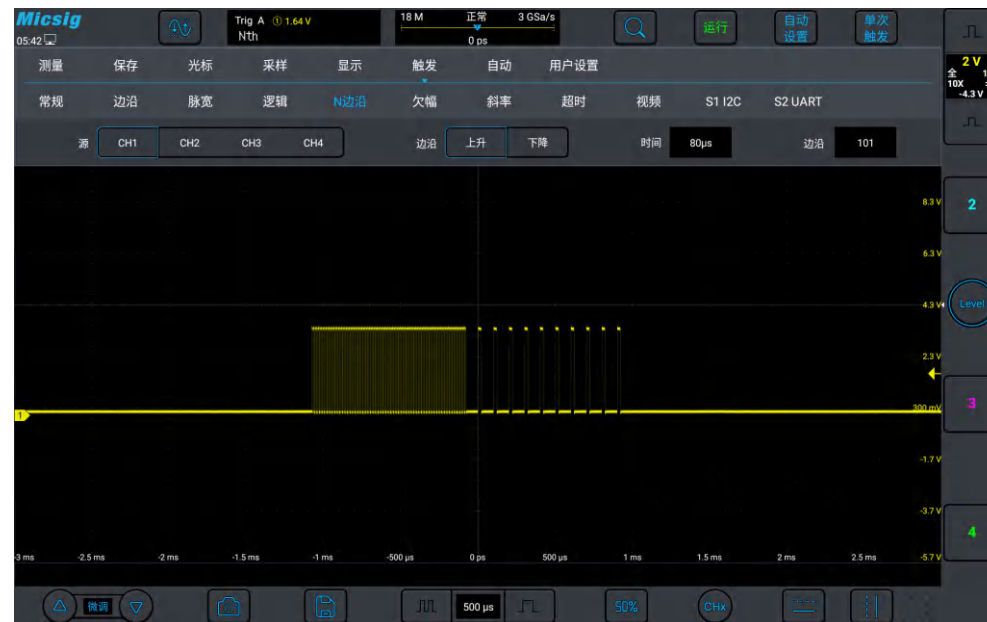 Micsig
05:42
Trig A ① 1.64 V
Nth
18 M 正常 3 GSa/s
0 ps
运行
自动
设置
单次
触发
测量 保存 光标 采样 显示 触发 自动 用户设置
常规 边沿 脉宽 逻辑 N边沿 欠幅 斜率 超时 视频 S1 I2C S2 UART
源 CH1 CH2 CH3 CH4 边沿 上升 下降 时间 80μs 边沿 101
2 V
全 1
10X
-4.3 V
8.3 V
2
6.3 V
4.3 V
Level
2.3 V
300 mV
3
1
-1.7 V
-3.7 V
4
-3 ms -2.5 ms -2 ms -1.5 ms -1 ms -500 μs 0 ps 500 μs 1 ms 1.5 ms 2 ms 2.5 ms -5.7 V
微调 500 μs 50% CHx